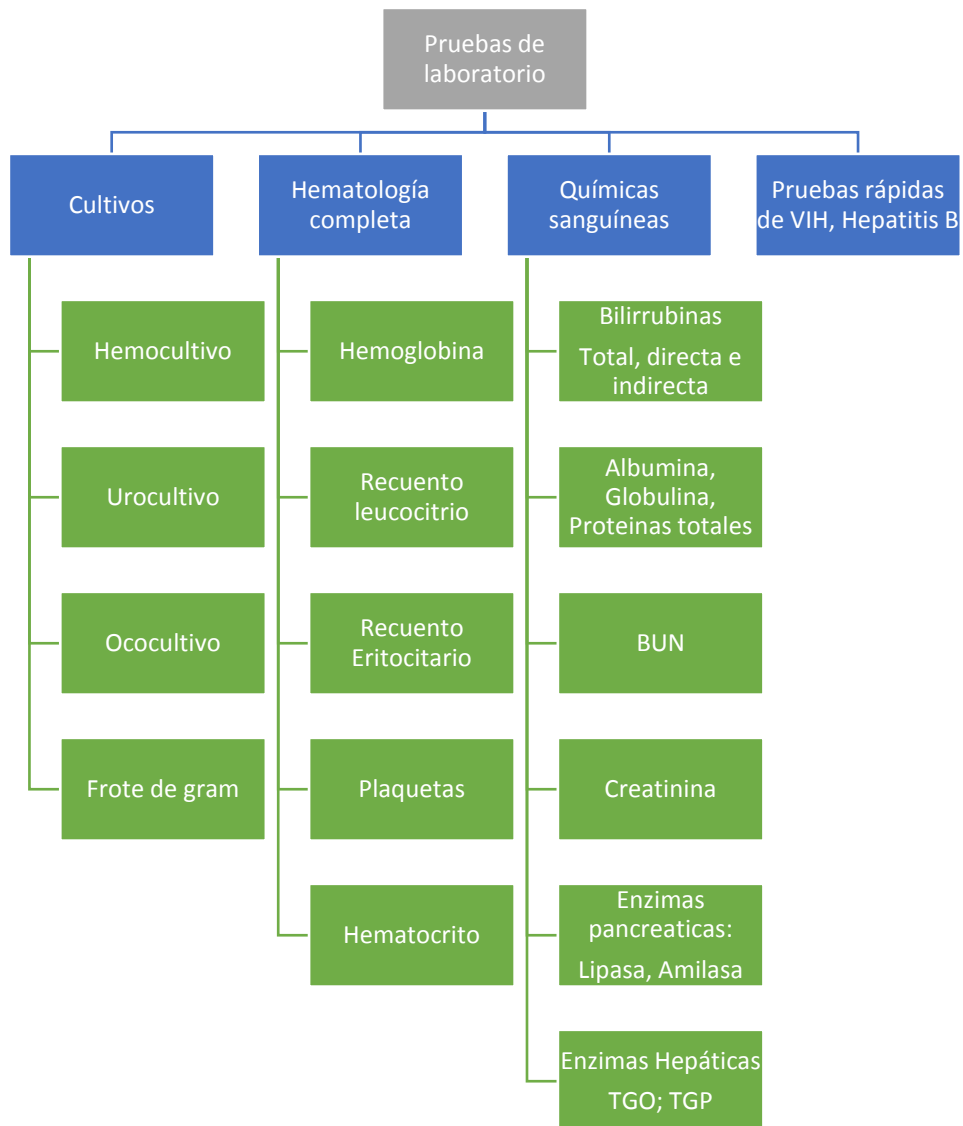 Pruebas de
laboratorio
Cultivos
Hematología
completa
Químicas
sanguíneas
Pruebas rápidas
de VIH, Hepatitis B
Hemocultivo
Urocultivo
Ococultivo
Frote de gram
Hemoglobina
Recuento
leucocitrio
Recuento
Eritocitario
Plaquetas
Hematocrito
Bilirrubinas
Total, directa e
indirecta
Albumina,
Globulina,
Proteinas totales
BUN
Creatinina
Enzimas
pancreaticas:
Lipasa, Amilasa
Enzimas Hepáticas
TGO; TGP